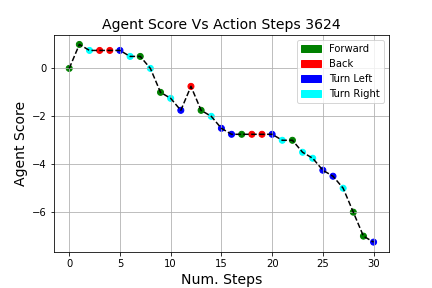 Agent Score Vs Action Steps 3624
Forward
Back
Turn Left
Turn Right
Agent Score
0
−2
−4
−6
0 5 10 15 20 25 30
Num. Steps